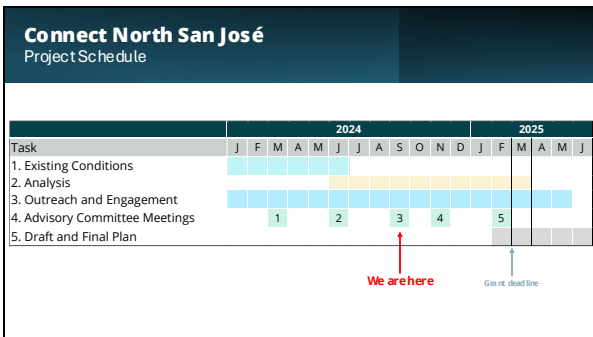 Connect North San José
Project Schedule
2024 2025
Task J F M A M J J A S O N D J F M A M J
1. Existing Conditions
2. Analysis
3. Outreach and Engagement
4. Advisory Committee Meetings 1 2 3 4 5
5. Draft and Final Plan
We are here
Grant deadline